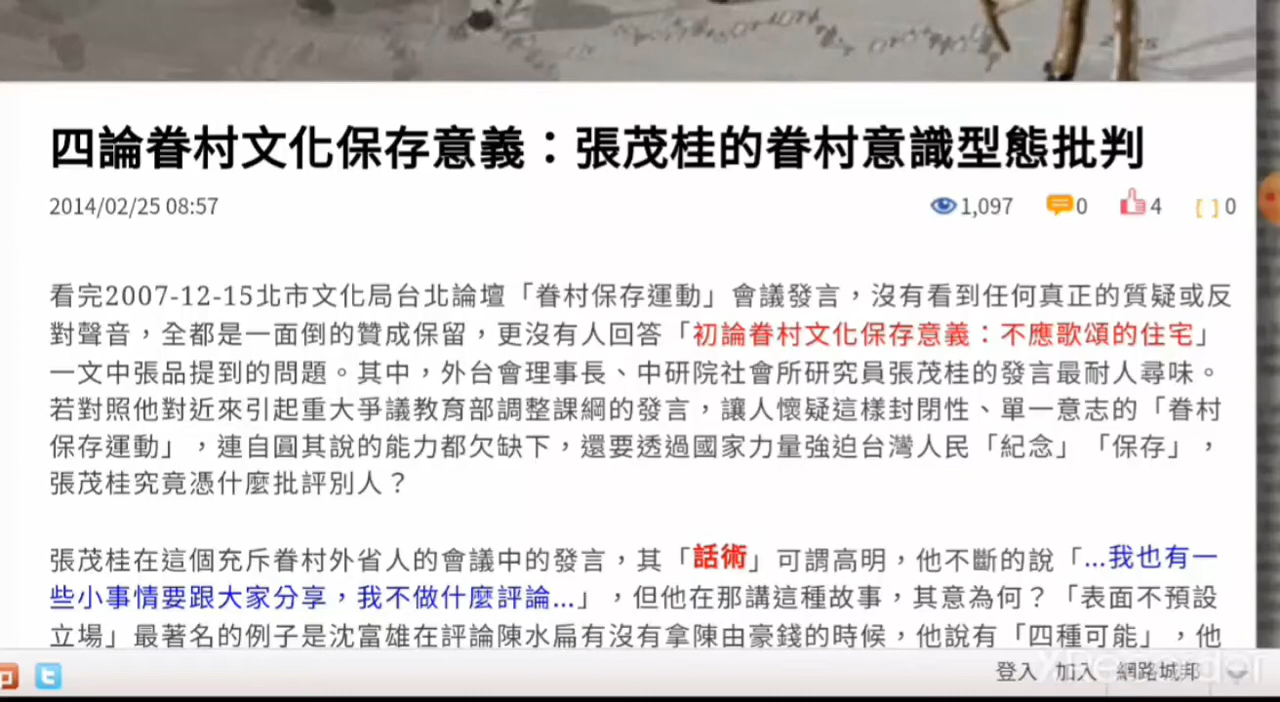 四論眷村文化保存意義：張茂桂的眷村意識型態批判
2014/02/25 08:57 1,097 0 4 [ ] 0
看完2007-12-15北市文化局台北論壇「眷村保存運動」會議發言，沒有看到任何真正的質疑或反
對聲音，全都是一面倒的贊成保留，更沒有人回答「初論眷村文化保存意義：不應歌頌的住宅」
一文中張品提到的問題。其中，外台會理事長、中研院社會所研究員張茂桂的發言最耐人尋味。
若對照他對近來引起重大爭議教育部調整課綱的發言，讓人懷疑這樣封閉性、單一意志的「眷村
保存運動」，連自圓其說的能力都欠缺下，還要透過國家力量強迫台灣人民「紀念」「保存」，
張茂桂究竟憑什麼批評別人？
張茂桂在這個充斥眷村外省人的會議中的發言，其「話術」可謂高明，他不斷的說「...我也有一
些小事情要跟大家分享，我不做什麼評論...」，但他在那講這種故事，其意為何？「表面不預設
立場」最著名的例子是沈富雄在評論陳水扁有沒有拿陳由豪錢的時候，他說有「四種可能」，他
登入 加入 網路城邦
XRecorder